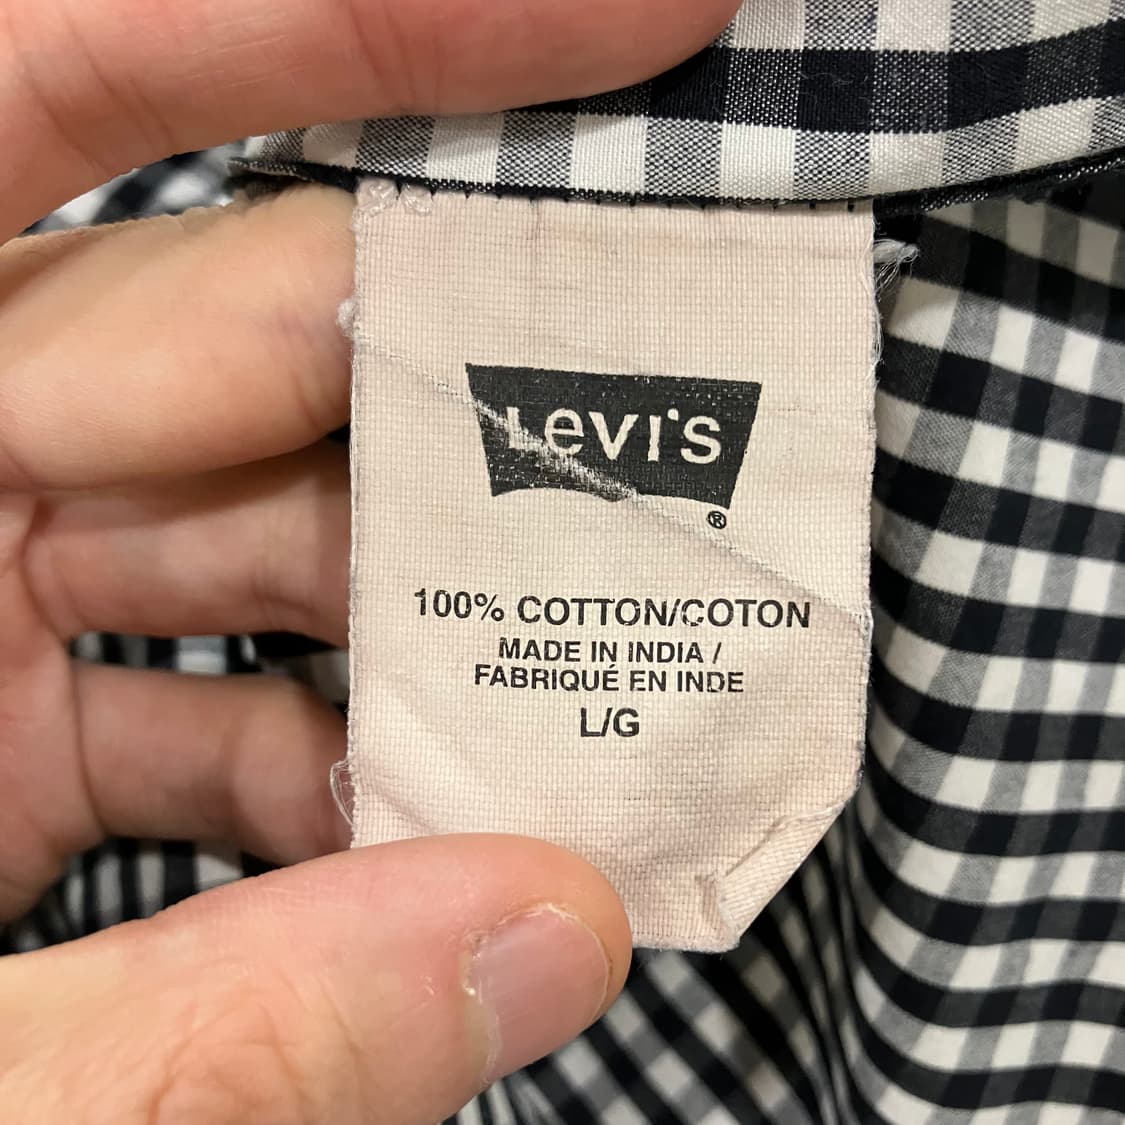 Levi's
®
100% COTTON/COTON
MADE IN INDIA /
FABRIQUÉ EN INDE
L/G